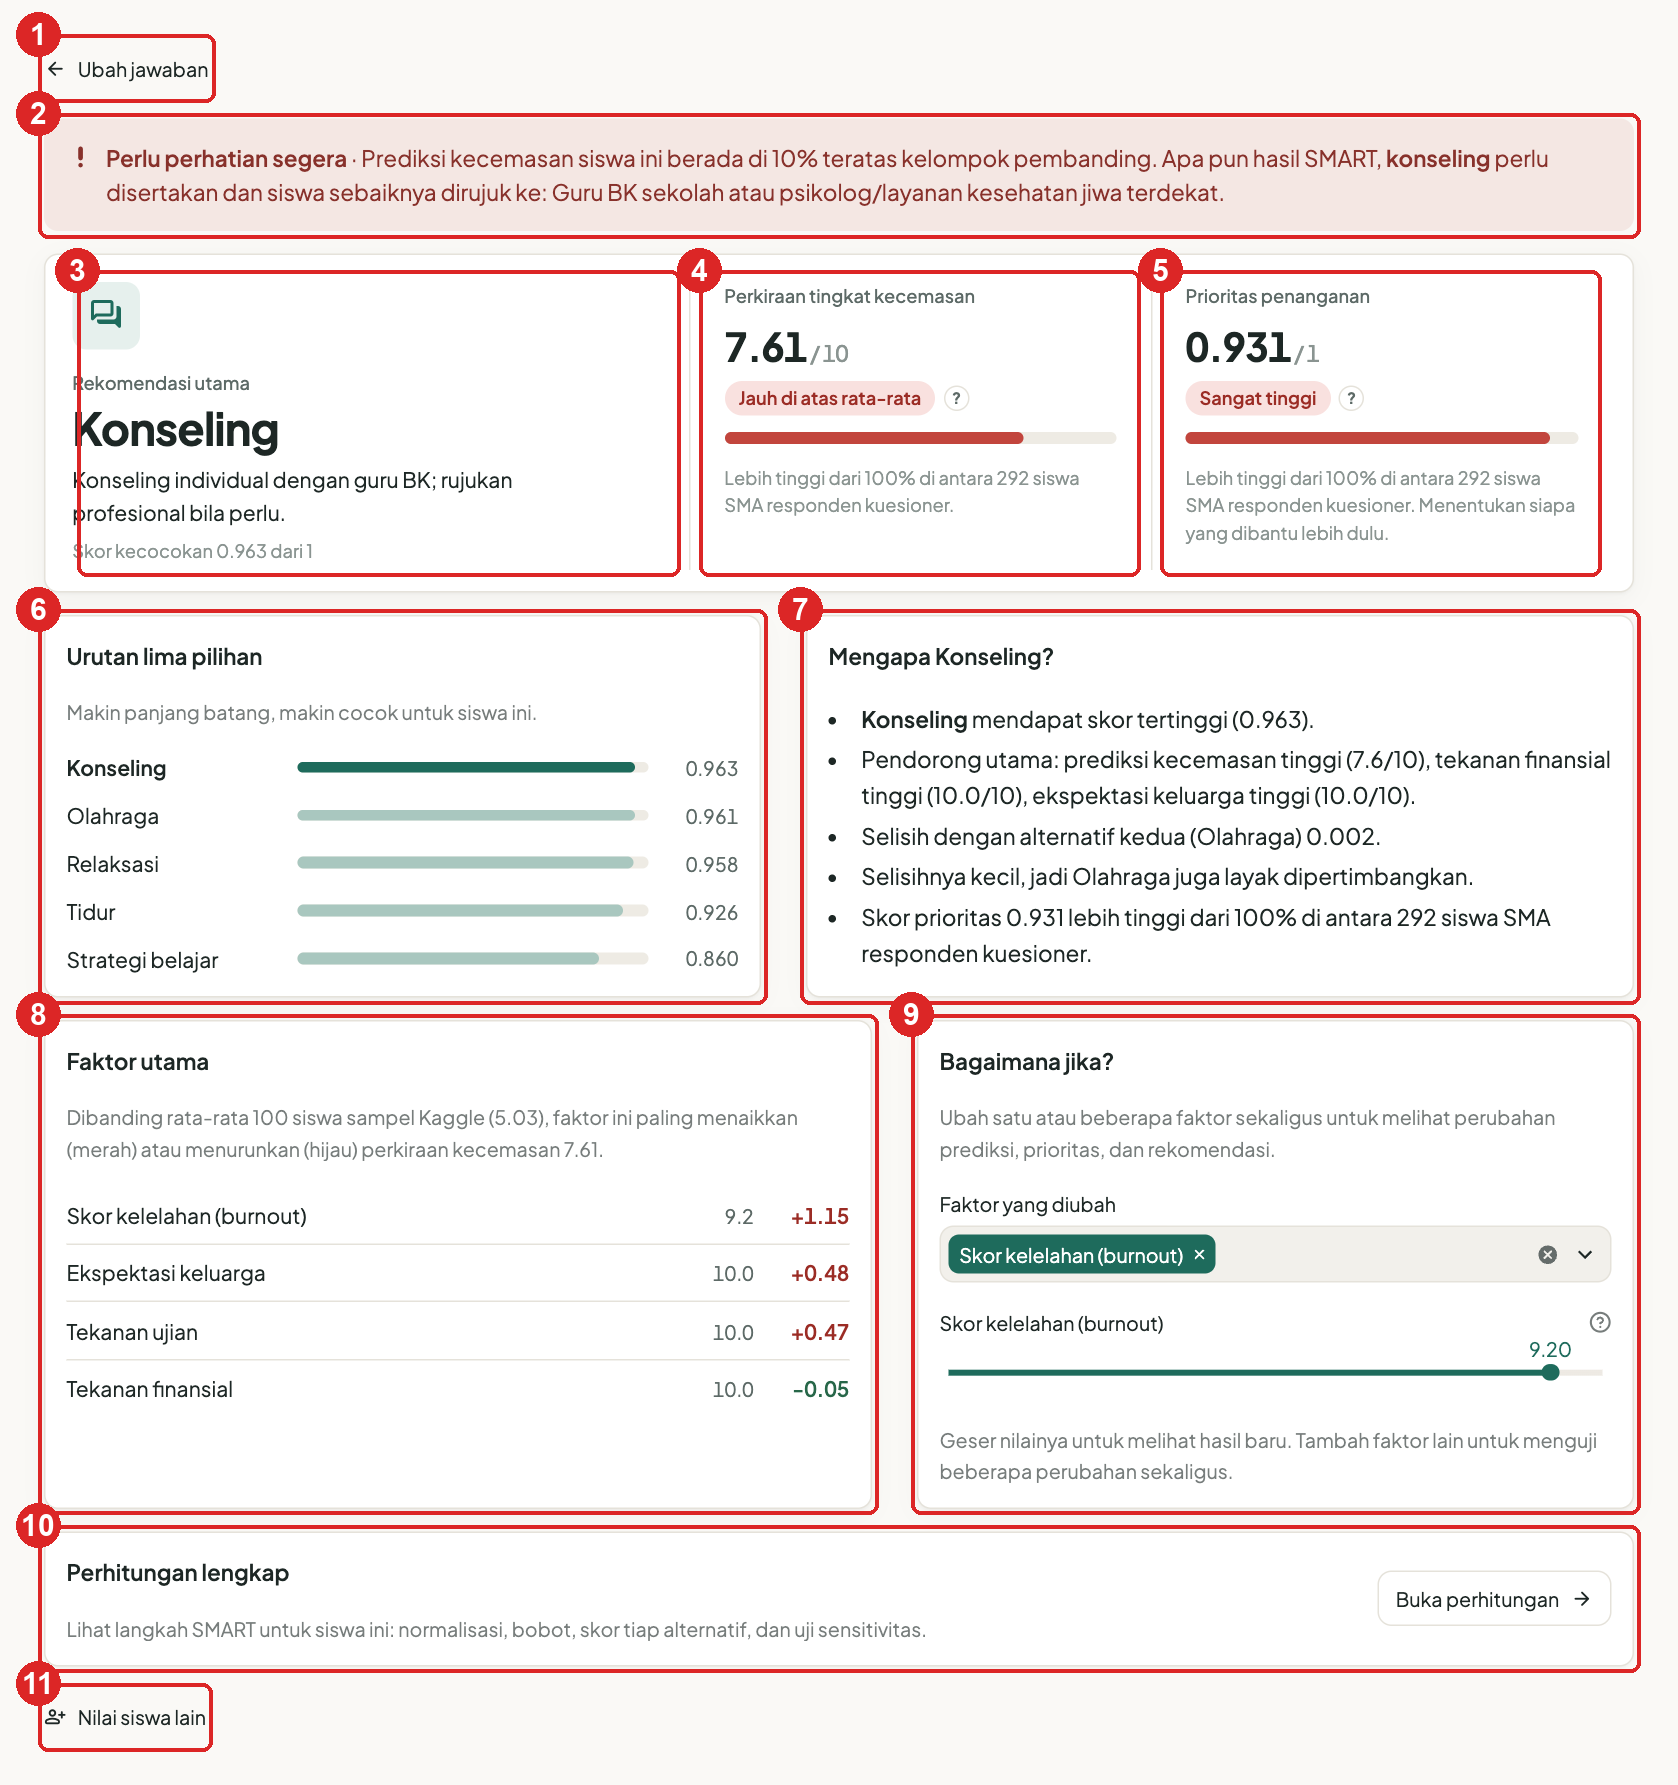 1
← Ubah jawaban
2
! Perlu perhatian segera · Prediksi kecemasan siswa ini berada di 10% teratas kelompok pembanding. Apa pun hasil SMART, konseling perlu
disertakan dan siswa sebaiknya dirujuk ke: Guru BK sekolah atau psikolog/layanan kesehatan jiwa terdekat.
3
Rekomendasi utama
Konseling
Konseling individual dengan guru BK; rujukan
profesional bila perlu.
Skor kecocokan 0.963 dari 1
4
Perkiraan tingkat kecemasan
7.61/10
Jauh di atas rata-rata ?
Lebih tinggi dari 100% di antara 292 siswa
SMA responden kuesioner.
5
Prioritas penanganan
0.931/1
Sangat tinggi ?
Lebih tinggi dari 100% di antara 292 siswa
SMA responden kuesioner. Menentukan siapa
yang dibantu lebih dulu.
6
Urutan lima pilihan
Makin panjang batang, makin cocok untuk siswa ini.
Konseling 0.963
Olahraga 0.961
Relaksasi 0.958
Tidur 0.926
Strategi belajar 0.860
7
Mengapa Konseling?
• Konseling mendapat skor tertinggi (0.963).
• Pendorong utama: prediksi kecemasan tinggi (7.6/10), tekanan finansial
tinggi (10.0/10), ekspektasi keluarga tinggi (10.0/10).
• Selisih dengan alternatif kedua (Olahraga) 0.002.
• Selisihnya kecil, jadi Olahraga juga layak dipertimbangkan.
• Skor prioritas 0.931 lebih tinggi dari 100% di antara 292 siswa SMA
responden kuesioner.
8
Faktor utama
Dibanding rata-rata 100 siswa sampel Kaggle (5.03), faktor ini paling menaikkan
(merah) atau menurunkan (hijau) perkiraan kecemasan 7.61.
Skor kelelahan (burnout) 9.2 +1.15
Ekspektasi keluarga 10.0 +0.48
Tekanan ujian 10.0 +0.47
Tekanan finansial 10.0 -0.05
9
Bagaimana jika?
Ubah satu atau beberapa faktor sekaligus untuk melihat perubahan
prediksi, prioritas, dan rekomendasi.
Faktor yang diubah
Skor kelelahan (burnout) ×
Skor kelelahan (burnout) ?
9.20
Geser nilainya untuk melihat hasil baru. Tambah faktor lain untuk menguji
beberapa perubahan sekaligus.
10
Perhitungan lengkap
Lihat langkah SMART untuk siswa ini: normalisasi, bobot, skor tiap alternatif, dan uji sensitivitas.
Buka perhitungan →
11
Nilai siswa lain